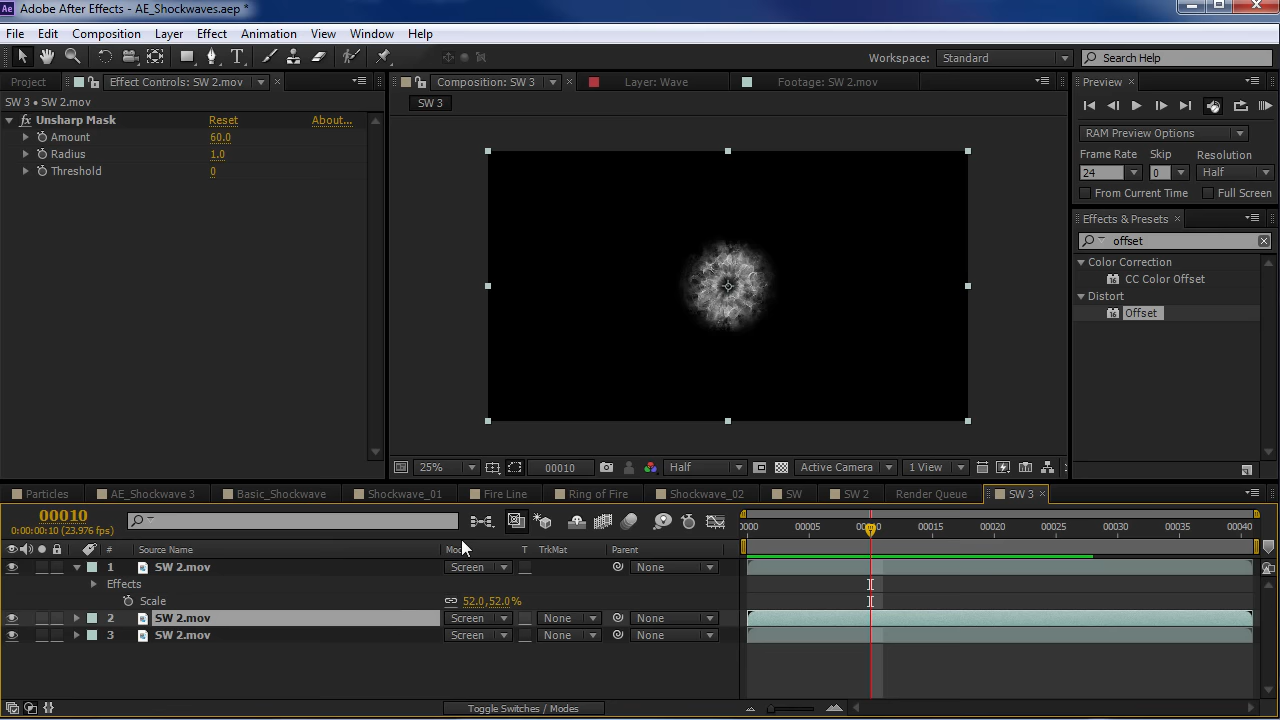 Adobe After Effects - AE_Shockwaves.aep *
File Edit Composition Layer Effect Animation View Window Help
Workspace: Standard Search Help
Project Effect Controls: SW 2.mov Composition: SW 3 Layer: Wave Footage: SW 2.mov Preview
SW 3 • SW 2.mov SW 3
fx Unsharp Mask Reset About...
Amount 60.0
Radius 1.0
Threshold 0
RAM Preview Options
Frame Rate Skip Resolution
24 0 Half
From Current Time Full Screen
Effects & Presets
offset
Color Correction
CC Color Offset
Distort
Offset
25% 00010 Half Active Camera 1 View
Particles AE_Shockwave 3 Basic_Shockwave Shockwave_01 Fire Line Ring of Fire Shockwave_02 SW SW 2 Render Queue SW 3
00010
0:00:00:10 (23.976 fps)
0000 00005 00010 00015 00020 00025 00030 00035 00040
# Source Name Mode T TrkMat Parent
1 SW 2.mov Screen None
Effects
Scale 52.0,52.0%
2 SW 2.mov Screen None None
3 SW 2.mov Screen None None
Toggle Switches / Modes